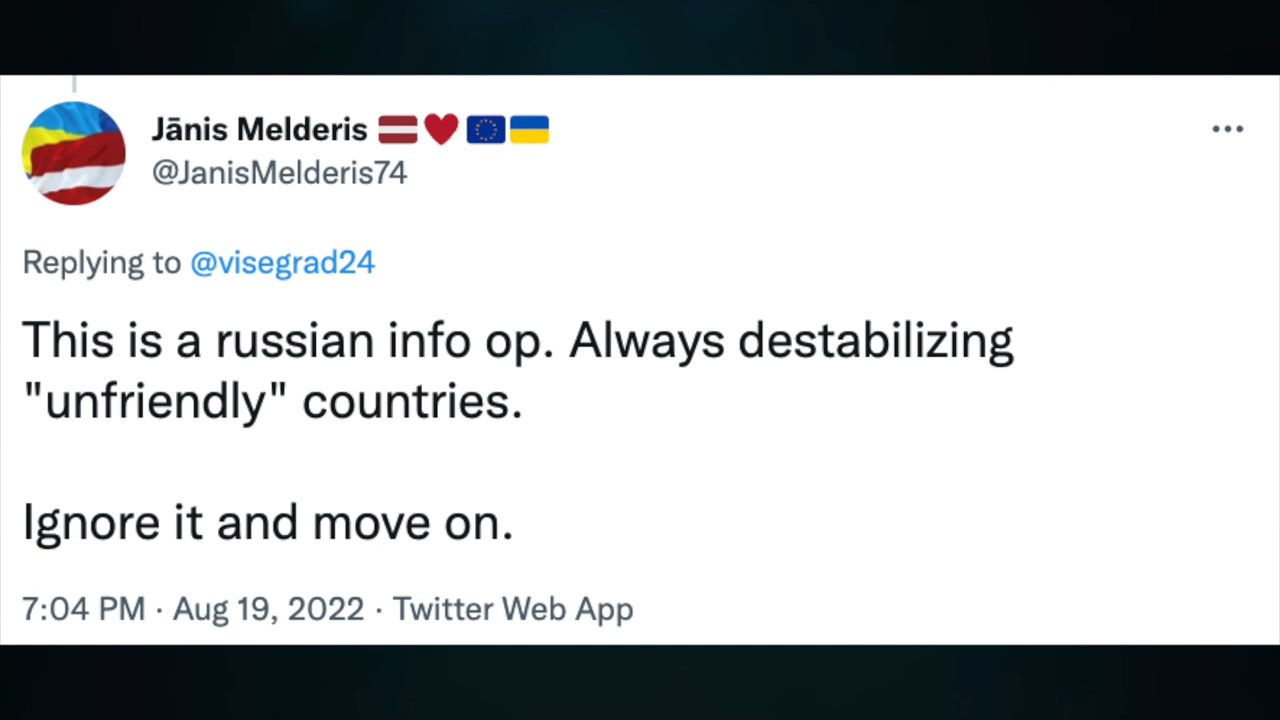 Jānis Melderis 🇱🇻❤️🇪🇺🇺🇦
@JanisMelderis74
Replying to @visegrad24
This is a russian info op. Always destabilizing
"unfriendly" countries.
Ignore it and move on.
7:04 PM · Aug 19, 2022 · Twitter Web App